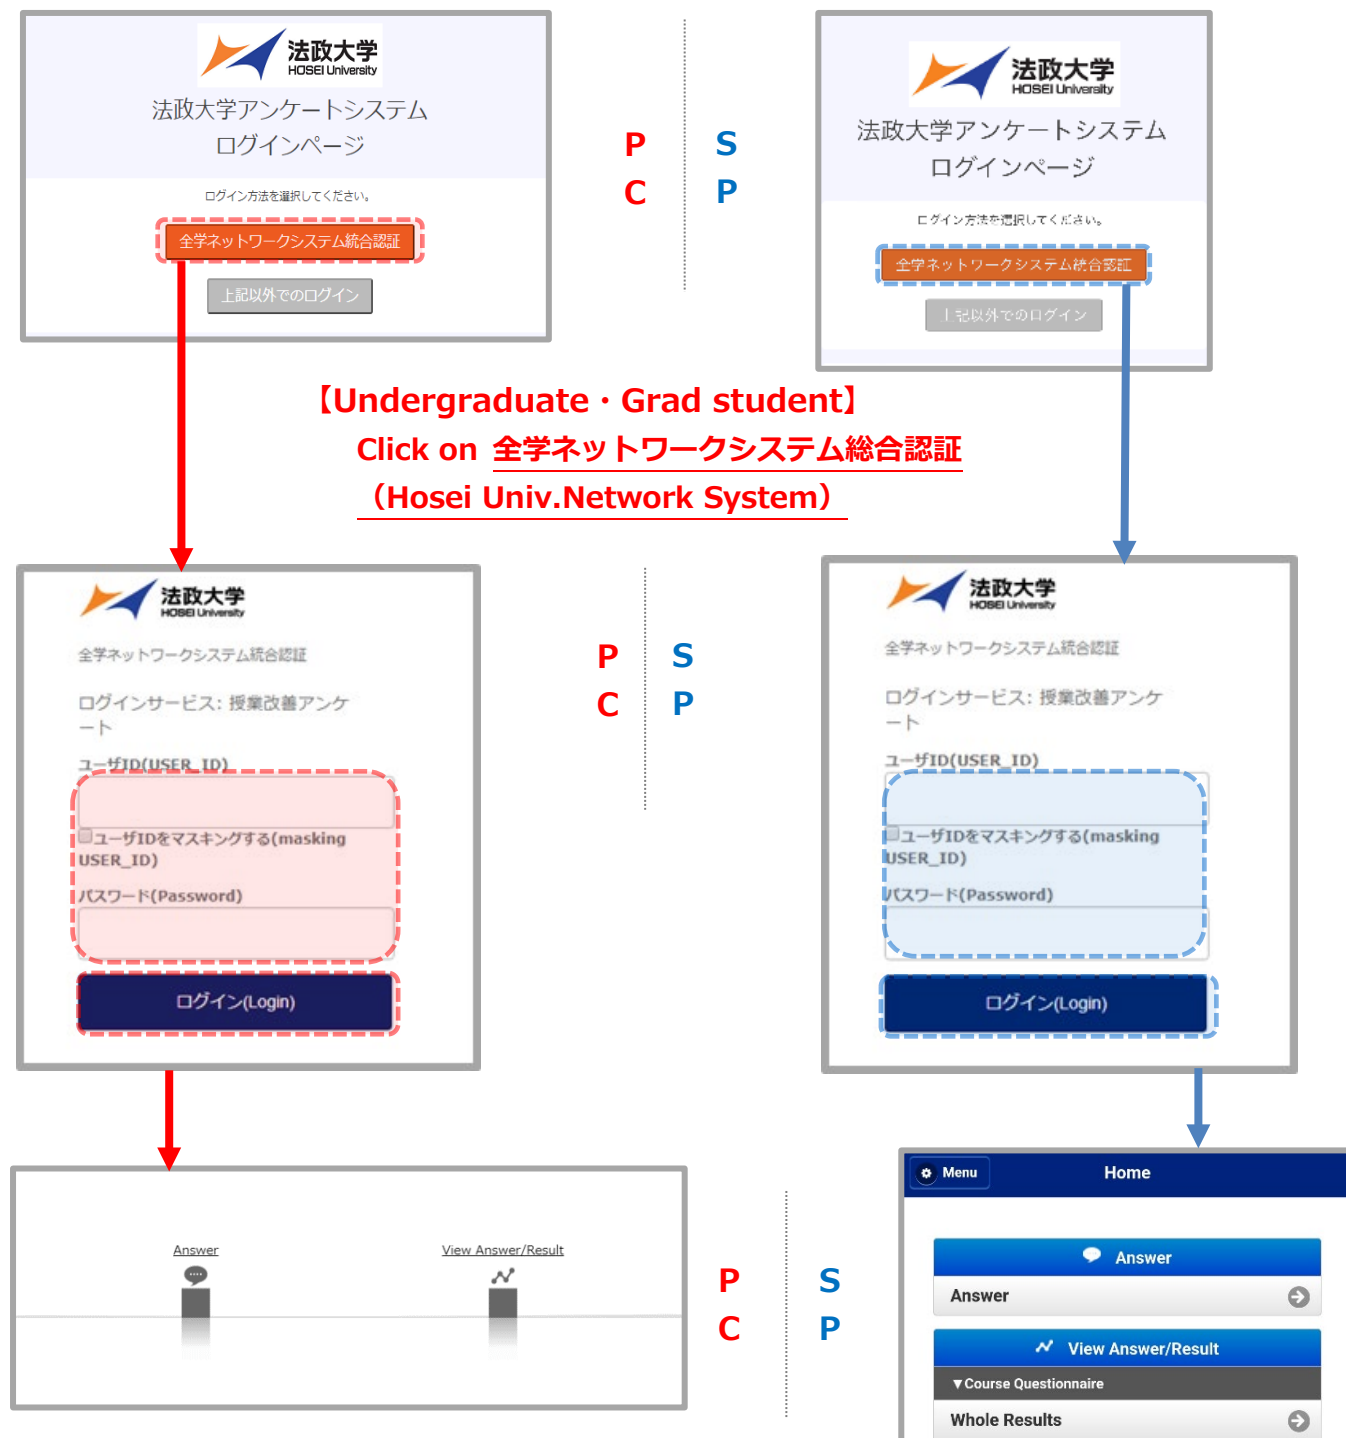 法政大学
HOSEI University
法政大学アンケートシステム
ログインページ
ログイン方法を選択してください。
全学ネットワークシステム統合認証
上記以外でのログイン
P
C
S
P
法政大学
HOSEI University
法政大学アンケートシステム
ログインページ
ログイン方法を選択してください。
全学ネットワークシステム統合認証
上記以外でのログイン
【Undergraduate・Grad student】
Click on 全学ネットワークシステム総合認証
（Hosei Univ.Network System）
法政大学
HOSEI University
全学ネットワークシステム統合認証
ログインサービス: 授業改善アンケ
ート
ユーザID(USER_ID)
ユーザIDをマスキングする(masking
USER_ID)
パスワード(Password)
ログイン(Login)
P
C
S
P
法政大学
HOSEI University
全学ネットワークシステム統合認証
ログインサービス: 授業改善アンケ
ート
ユーザID(USER_ID)
ユーザIDをマスキングする(masking
USER_ID)
パスワード(Password)
ログイン(Login)
Answer
View Answer/Result
P
C
S
P
Menu
Home
Answer
Answer
View Answer/Result
▼Course Questionnaire
Whole Results